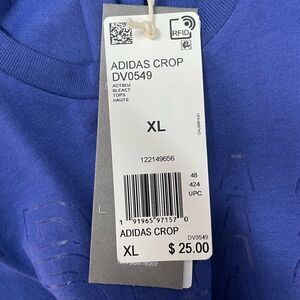 RFID
ADIDAS CROP
DV0549
ACTBLU
BLEACT
TOPS
HAUTS
XL
122149656
48
424
UPC
1 91965 97157 0
ADIDAS CROP
DV0549
XL
$ 25.00